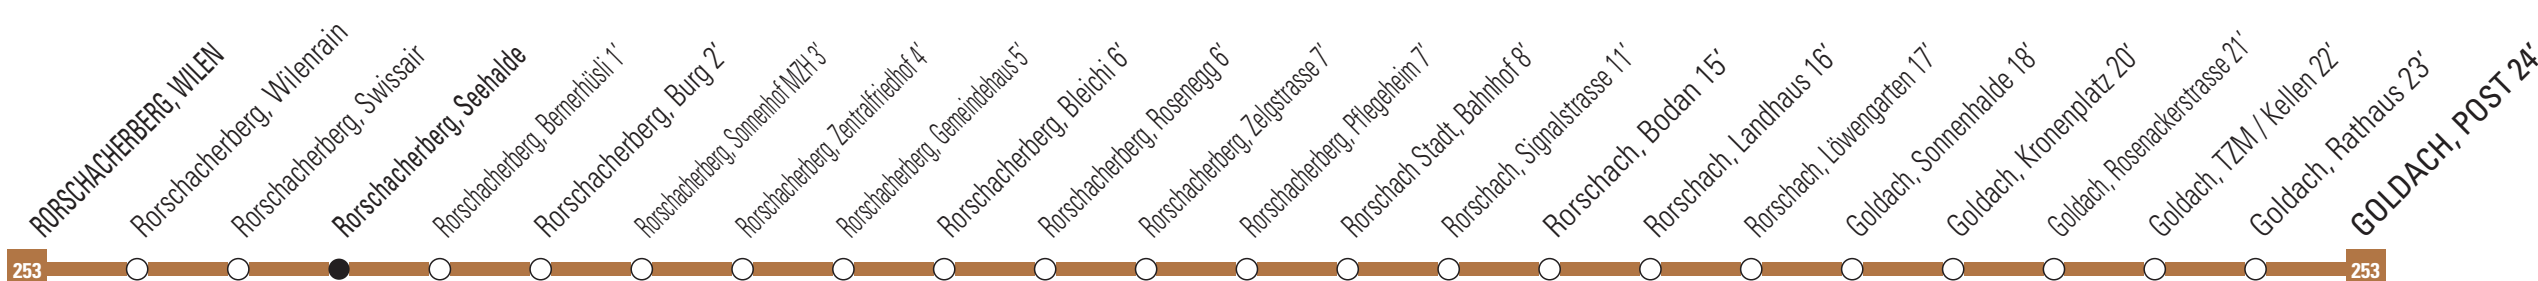 RORSCHACHERBERG, WILEN
Rorschacherberg, Wilenrain
Rorschacherberg, Swissair
Rorschacherberg, Seehalde
Rorschacherberg, Bernerhüsli 1’
Rorschacherberg, Burg 2’
Rorschacherberg, Sonnenhof MZH 3’
Rorschacherberg, Zentralfriedhof 4’
Rorschacherberg, Gemeindehaus 5’
Rorschacherberg, Bleichi 6’
Rorschacherberg, Rosenegg 6’
Rorschacherberg, Zelgstrasse 7’
Rorschacherberg, Pflegeheim 7’
Rorschach Stadt, Bahnhof 8’
Rorschach, Signalstrasse 11’
Rorschach, Bodan 15’
Rorschach, Landhaus 16’
Rorschach, Löwengarten 17’
Goldach, Sonnenhalde 18’
Goldach, Kronenplatz 20’
Goldach, Rosenackerstrasse 21’
Goldach, TZM / Kellen 22’
Goldach, Rathaus 23’
GOLDACH, POST 24’
253
253